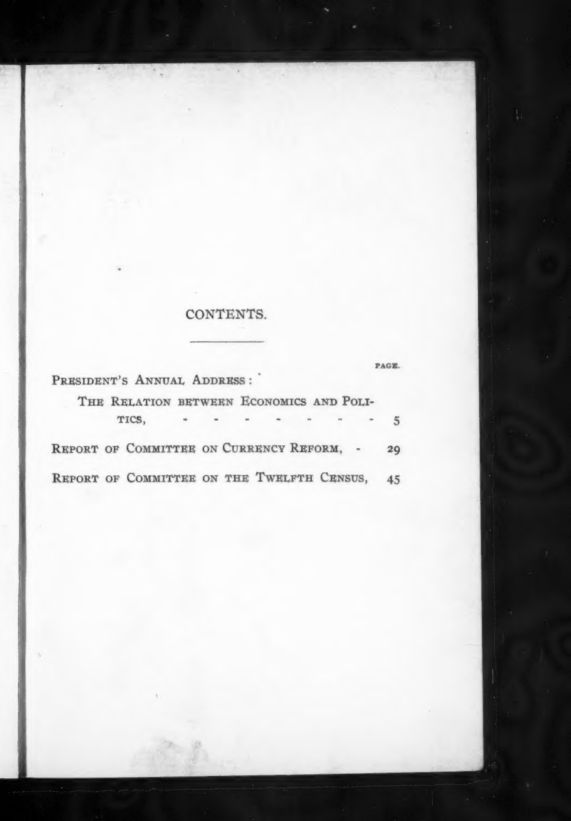 CONTENTS.
PAGE.
PRESIDENT'S ANNUAL ADDRESS:
THE RELATION BETWEEN ECONOMICS AND POLI-
TICS, - - - - - - - 5
REPORT OF COMMITTEE ON CURRENCY REFORM, - 29
REPORT OF COMMITTEE ON THE TWELFTH CENSUS, 45